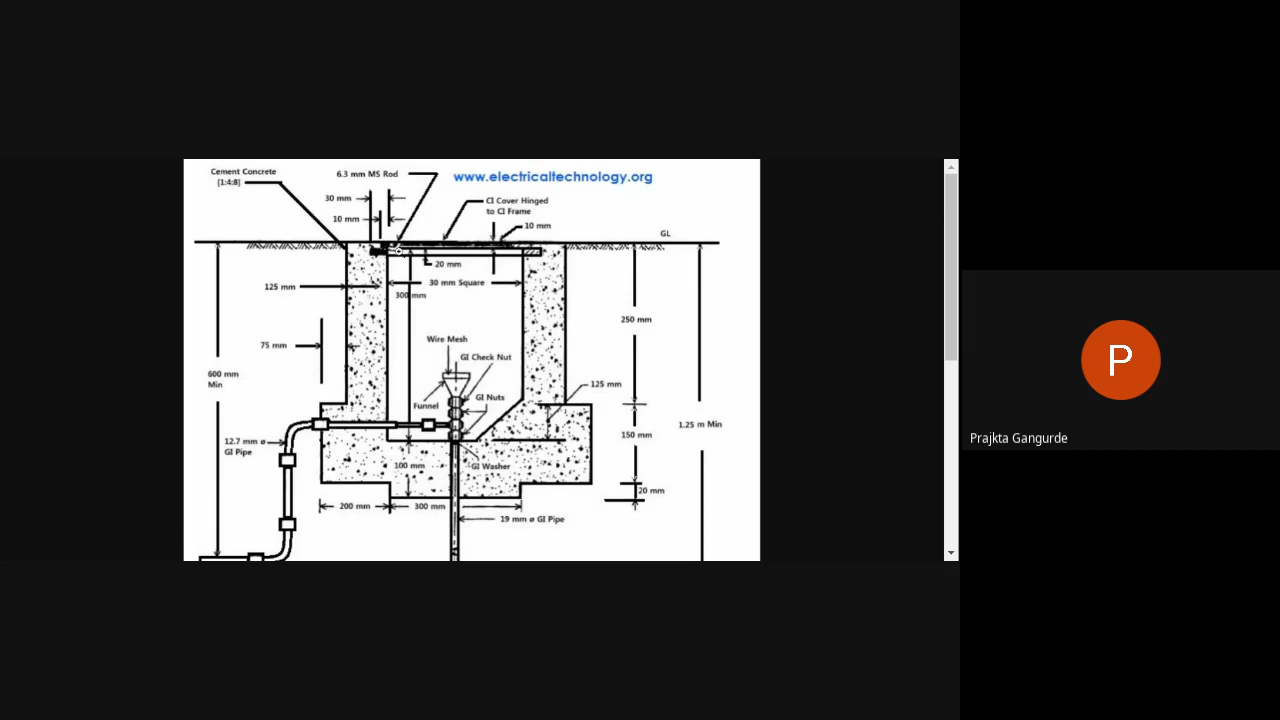 Cement Concrete
[1:4:8]
6.3 mm MS Rod
www.electricaltechnology.org
30 mm
CI Cover Hinged
to CI Frame
10 mm
10 mm
GL
20 mm
125 mm
30 mm Square
300 mm
250 mm
Wire Mesh
75 mm
GI Check Nut
600 mm
Min
125 mm
GI Nuts
Funnel
1.25 m Min
150 mm
12.7 mm ø
GI Pipe
100 mm
GI Washer
20 mm
200 mm
300 mm
19 mm ø GI Pipe
P
Prajkta Gangurde